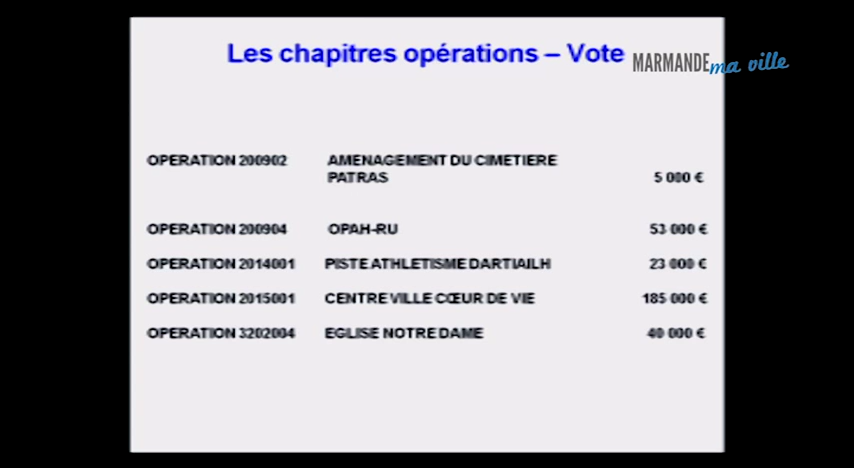 Les chapitres opérations – Vote
MARMANDE ma ville
OPERATION 200902 AMENAGEMENT DU CIMETIERE
PATRAS 5 000 €
OPERATION 200904 OPAH-RU 53 000 €
OPERATION 2014001 PISTE ATHLETISME DARTIAILH 23 000 €
OPERATION 2015001 CENTRE VILLE CŒUR DE VIE 185 000 €
OPERATION 3202004 EGLISE NOTRE DAME 40 000 €